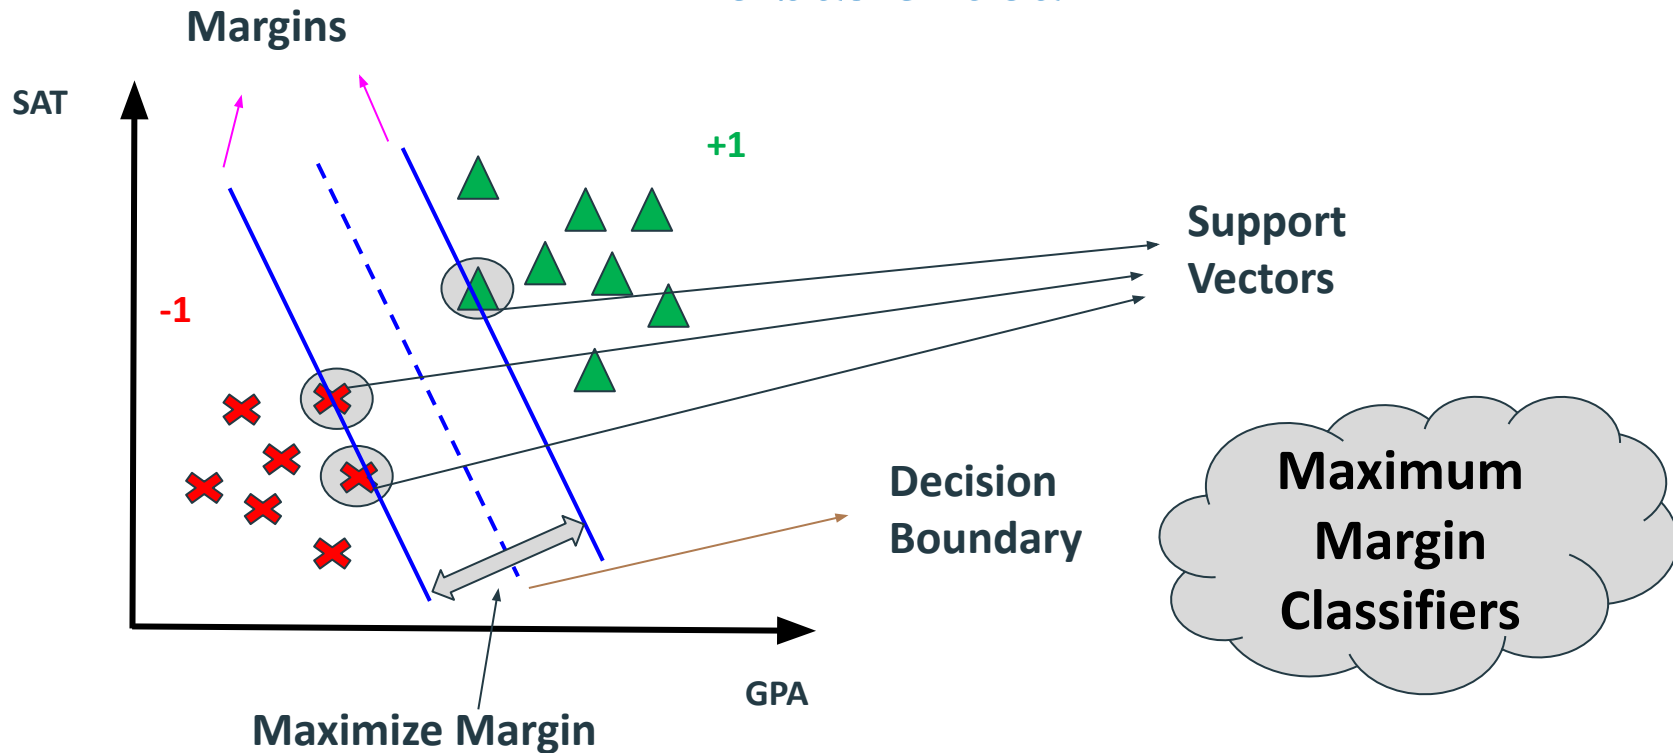 Margins
SAT
+1
Support
Vectors
-1
Maximum
Margin
Classifiers
Decision
Boundary
GPA
Maximize Margin